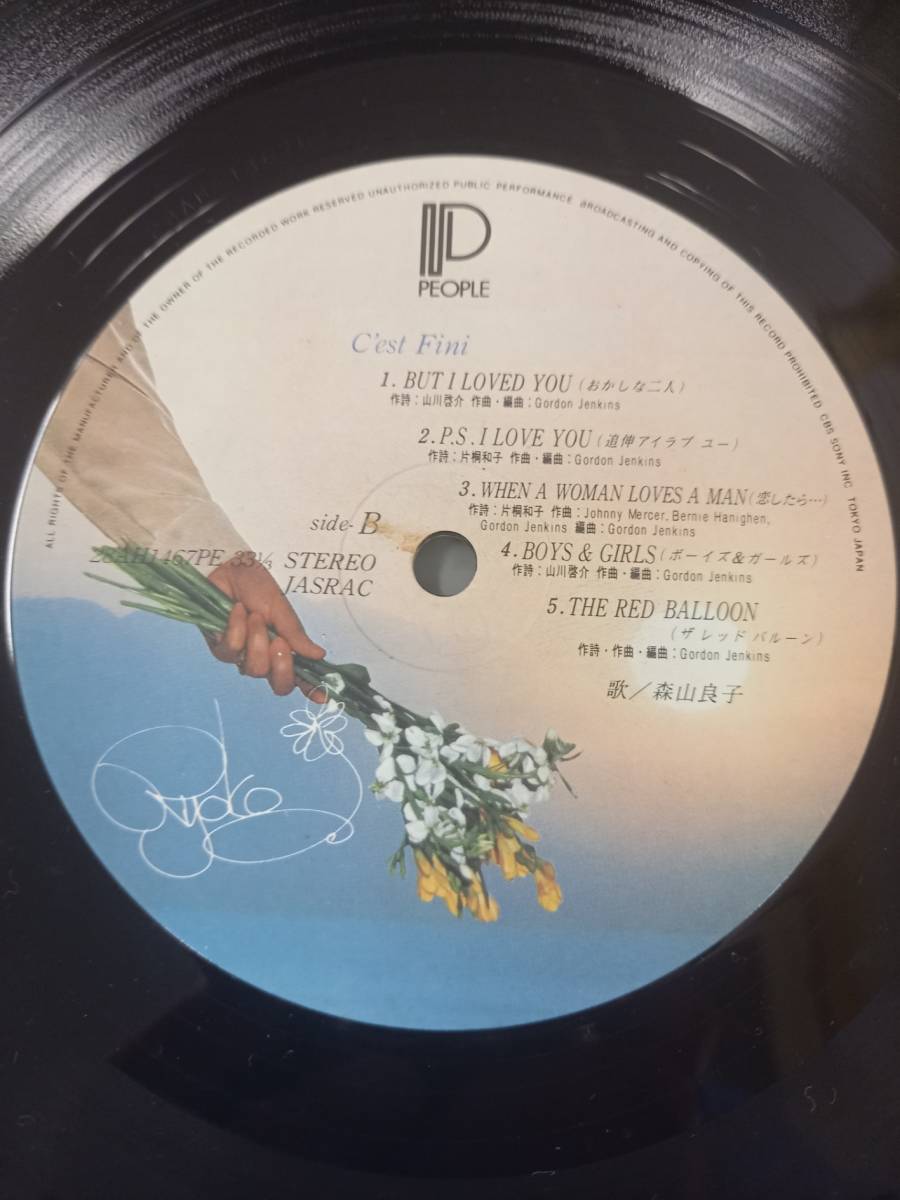 ALL RIGHTS OF THE MANUFACTURER AND OF THE OWNER OF THE RECORDED WORK RESERVED UNAUTHORIZED PUBLIC PERFORMANCE BROADCASTING AND COPYING OF THIS RECORD PROHIBITED CBS SONY INC. TOKYO JAPAN
PEOPLE
C'est Fini
1. BUT I LOVED YOU (おかしな二人)
作詩:山川啓介 作曲・編曲:Gordon Jenkins
2. P.S. I LOVE YOU (追伸アイラブ ユー)
作詩:片桐和子 作曲・編曲:Gordon Jenkins
3. WHEN A WOMAN LOVES A MAN (恋したら…)
作詩:片桐和子 作曲:Johnny Mercer, Bernie Hanighen,
Gordon Jenkins 編曲:Gordon Jenkins
side-B
4. BOYS & GIRLS (ボーイズ&ガールズ)
作詩:山川啓介 作曲・編曲:Gordon Jenkins
28AH1467PE 33⅓ STEREO
JASRAC
5. THE RED BALLOON
(ザ レッド バルーン)
作詩・作曲・編曲:Gordon Jenkins
歌/森山良子
Ryoko